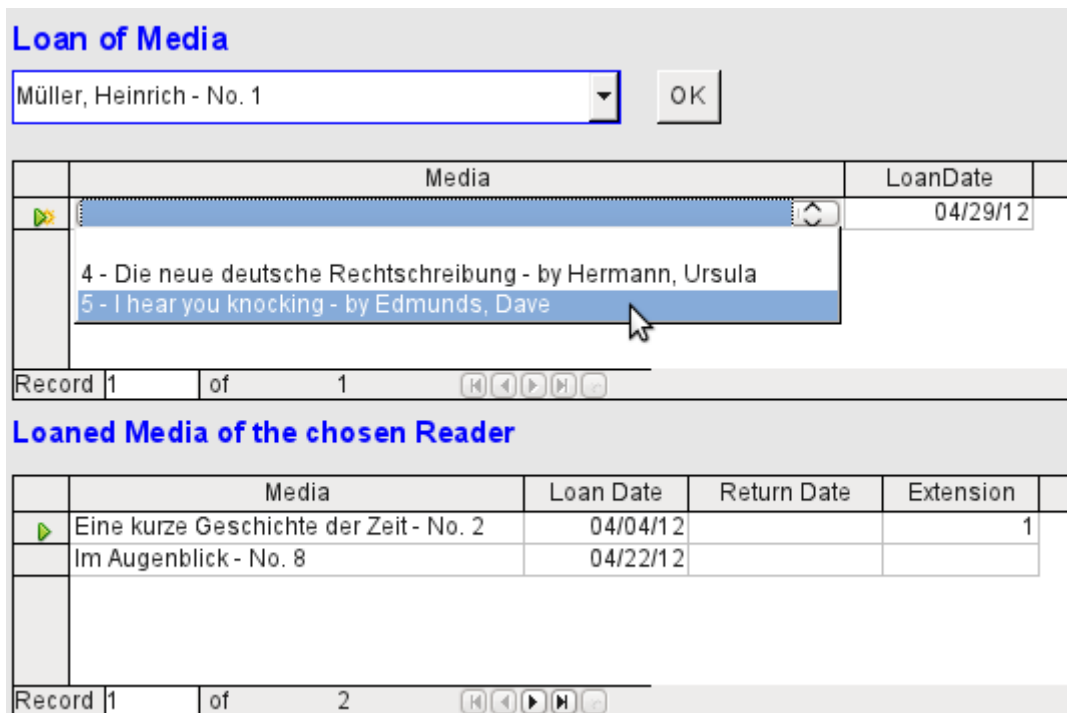 Loan of Media
Müller, Heinrich - No. 1 OK
Media LoanDate
04/29/12
4 - Die neue deutsche Rechtschreibung - by Hermann, Ursula
5 - I hear you knocking - by Edmunds, Dave
Record 1 of 1
Loaned Media of the chosen Reader
Media Loan Date Return Date Extension
Eine kurze Geschichte der Zeit - No. 2 04/04/12 1
Im Augenblick - No. 8 04/22/12
Record 1 of 2